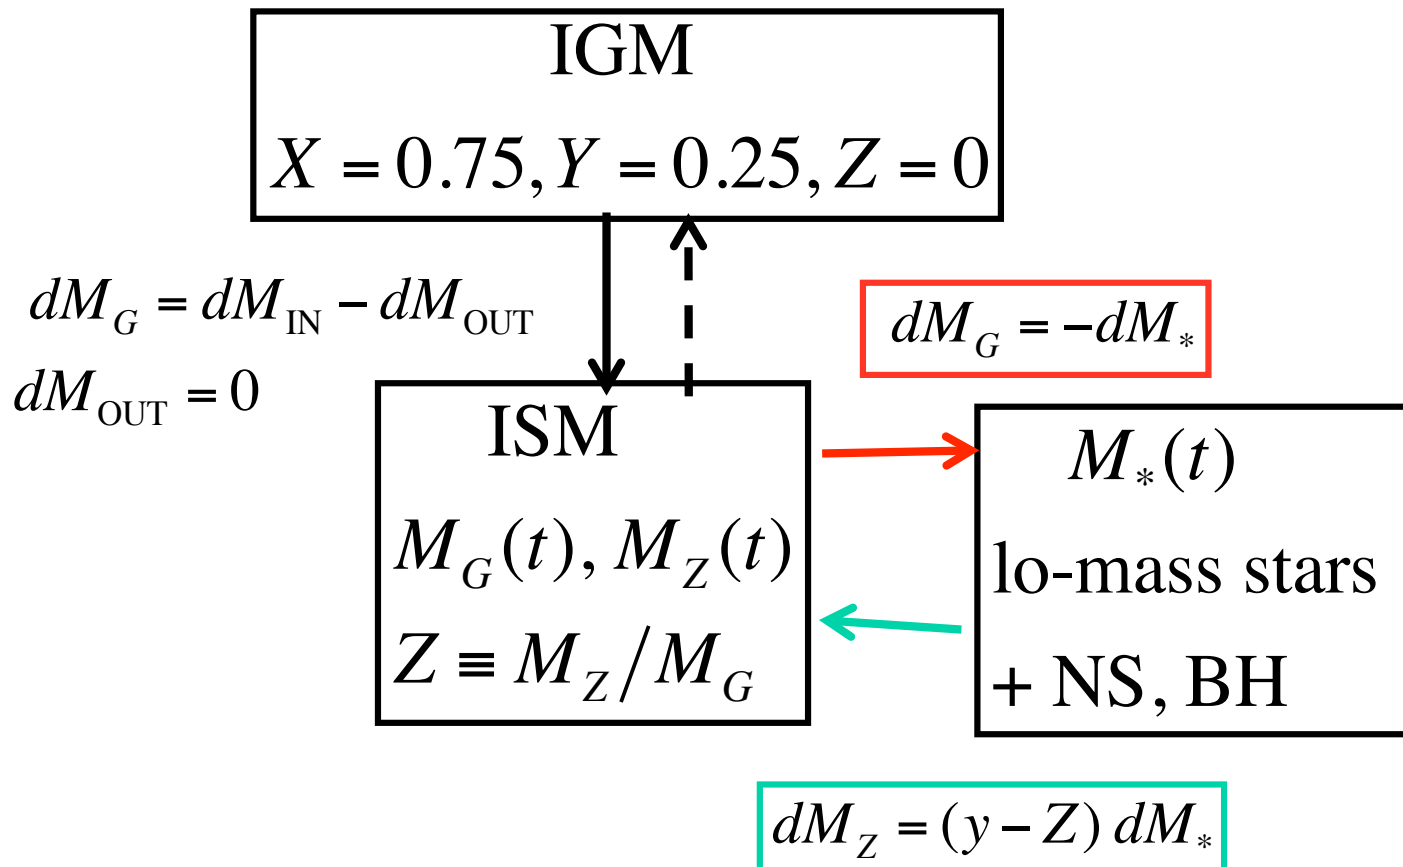 IGM
X = 0.75, Y = 0.25, Z = 0
dM_G = dM_IN − dM_OUT
dM_OUT = 0
dM_G = −dM_*
ISM
M_G(t), M_Z(t)
Z ≡ M_Z/M_G
M_*(t)
lo-mass stars
+ NS, BH
dM_Z = (y − Z) dM_*